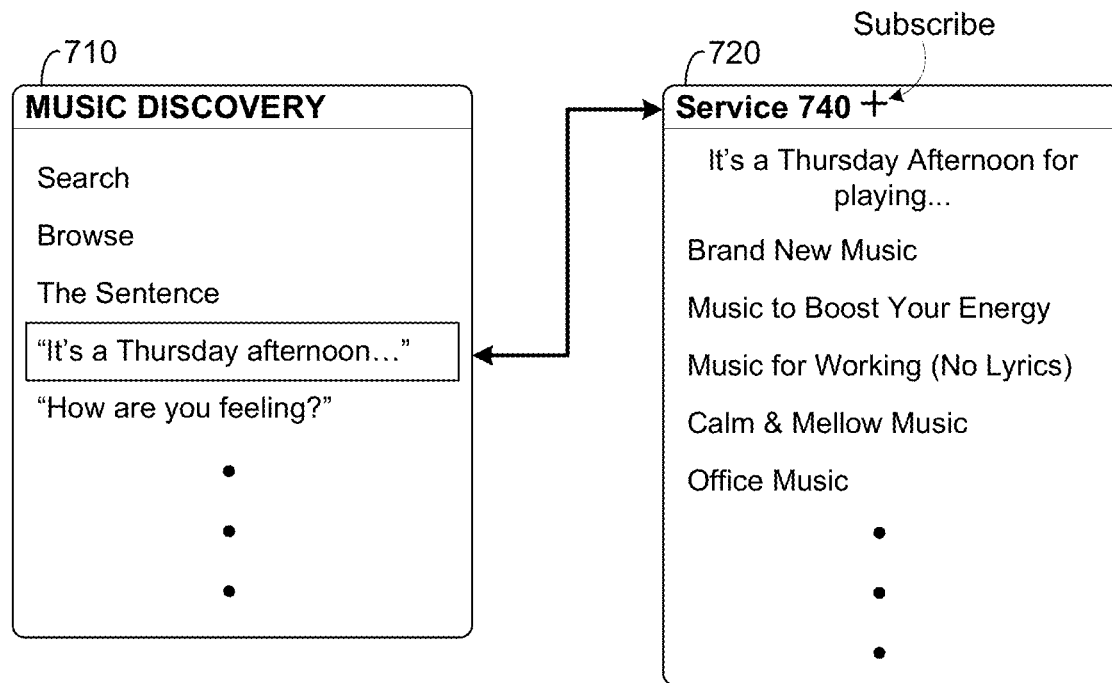 710
MUSIC DISCOVERY
Search
Browse
The Sentence
“It’s a Thursday afternoon…”
“How are you feeling?”
Subscribe
720
Service 740 +
It’s a Thursday Afternoon for
playing...
Brand New Music
Music to Boost Your Energy
Music for Working (No Lyrics)
Calm & Mellow Music
Office Music